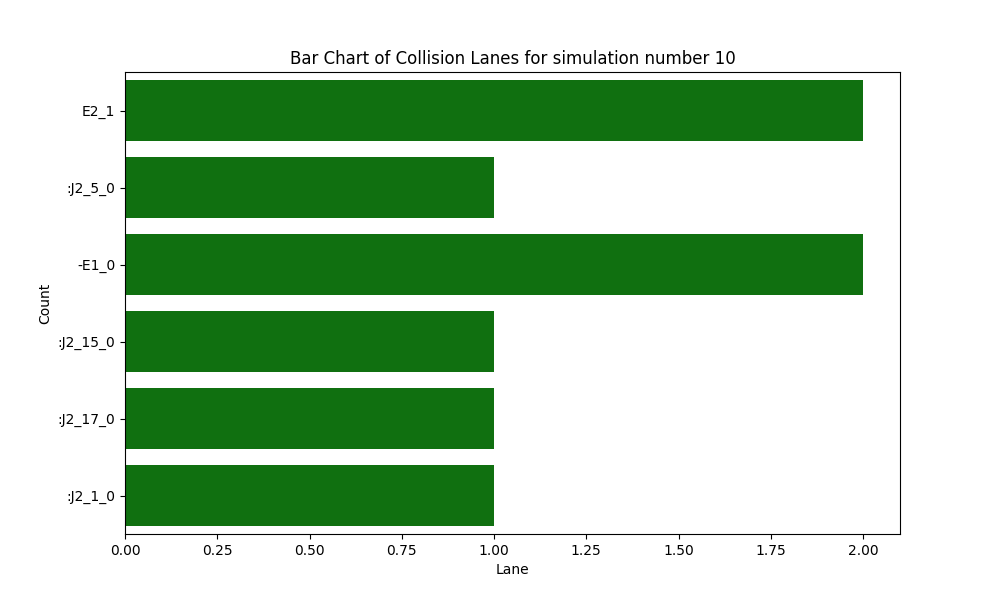 Bar Chart of Collision Lanes for simulation number 10
E2_1
:J2_5_0
-E1_0
:J2_15_0
:J2_17_0
:J2_1_0
Count
0.00 0.25 0.50 0.75 1.00 1.25 1.50 1.75 2.00
Lane